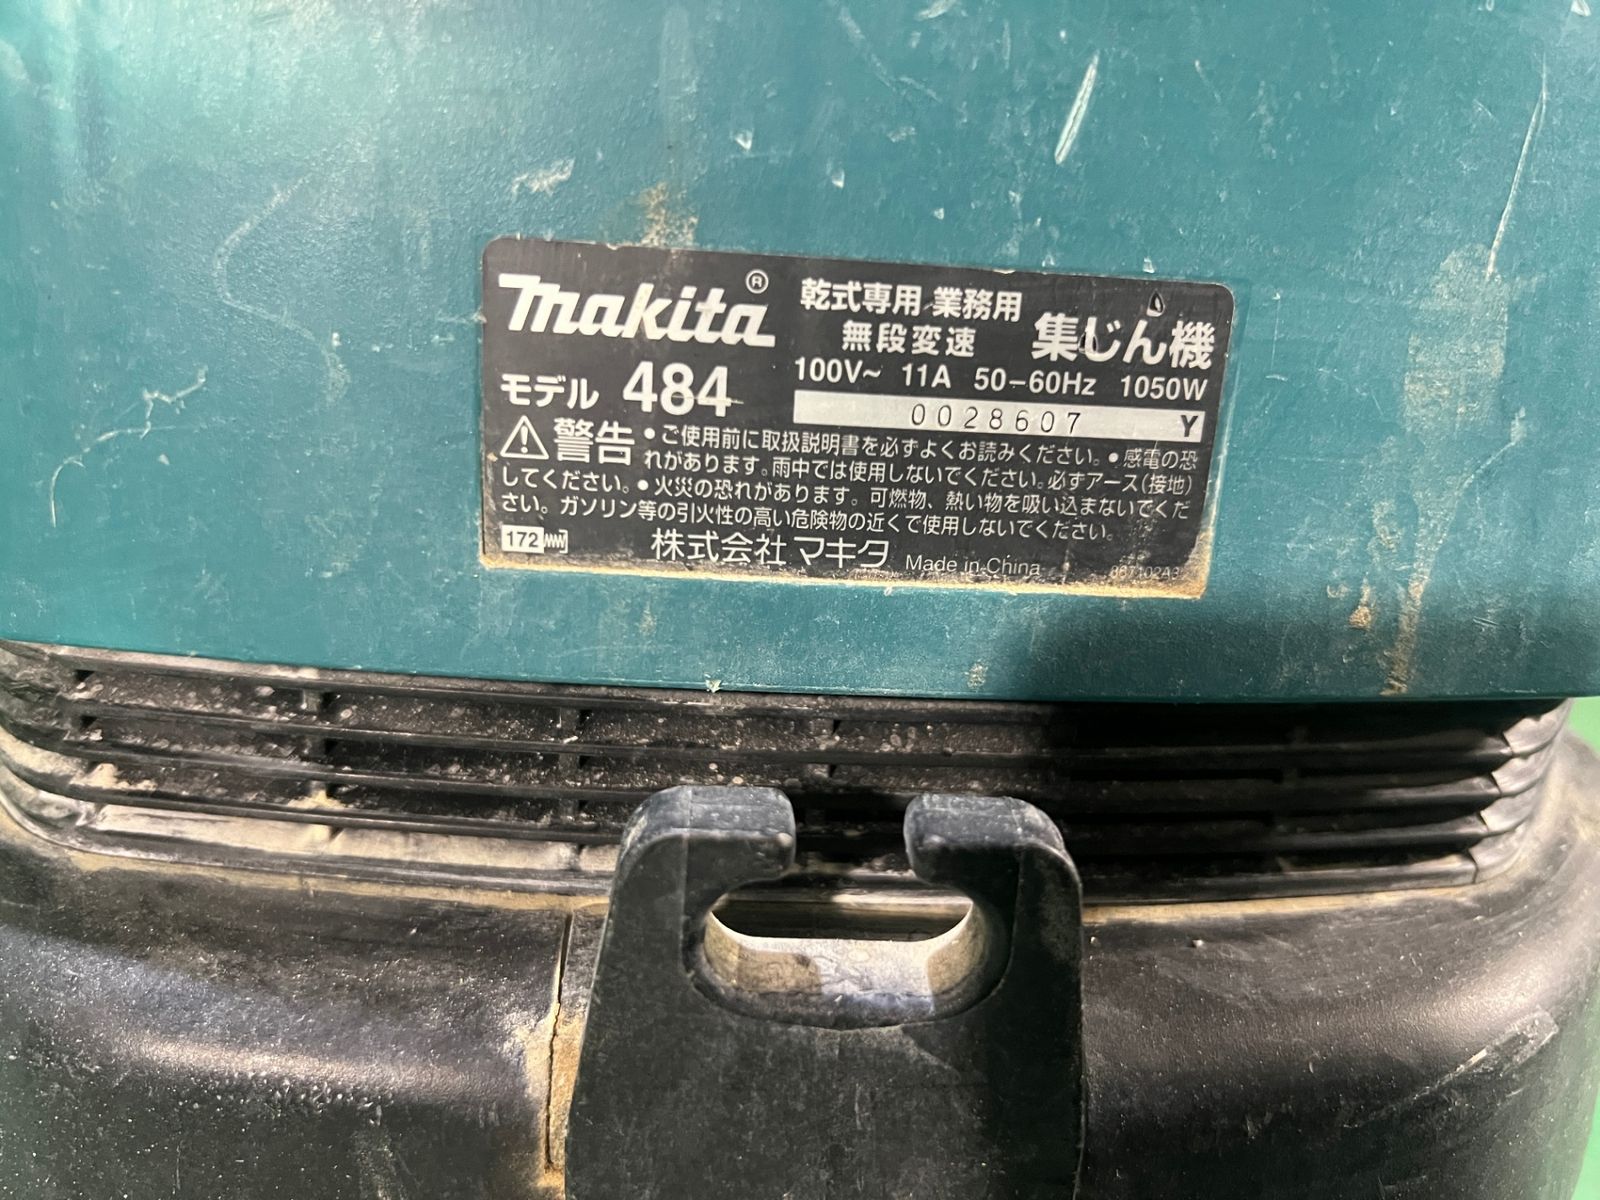 makita®
乾式専用 業務用
無段変速 集じん機
モデル 484
100V~ 11A 50-60Hz 1050W
0028607 Y
警告 •ご使用前に取扱説明書を必ずよくお読みください。•感電の恐
れがあります。雨中では使用しないでください。必ずアース(接地)
してください。•火災の恐れがあります。可燃物、熱い物を吸い込まないでくだ
さい。ガソリン等の引火性の高い危険物の近くで使用しないでください。
172
株式会社 マキタ Made in China